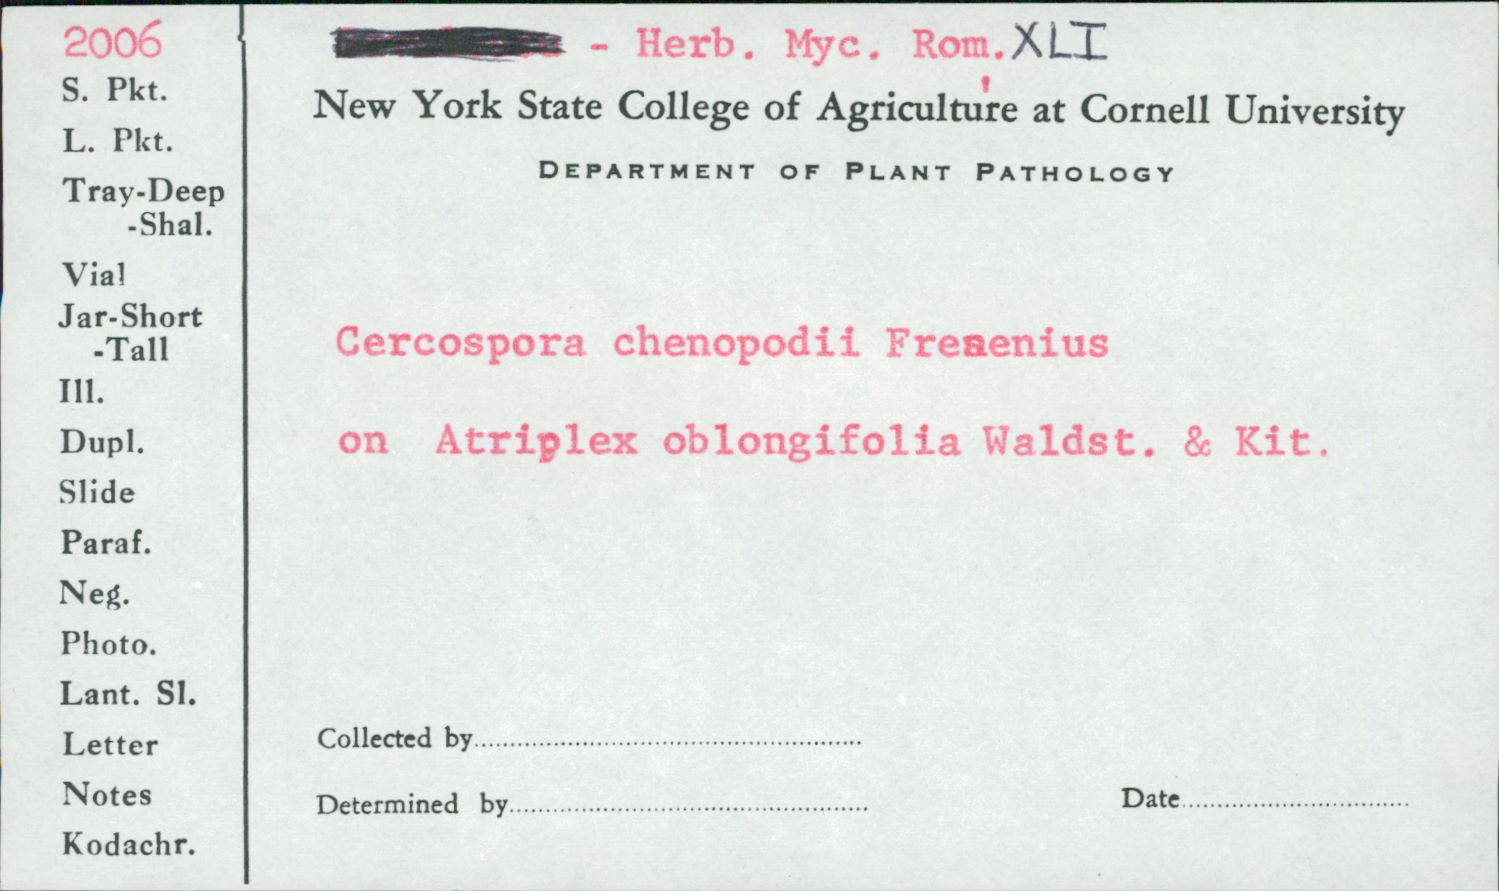 2006
S. Pkt.
L. Pkt.
Tray-Deep
-Shal.
Vial
Jar-Short
-Tall
Ill.
Dupl.
Slide
Paraf.
Neg.
Photo.
Lant. Sl.
Letter
Notes
Kodachr.
- Herb. Myc. Rom. XLI
New York State College of Agriculture at Cornell University
DEPARTMENT OF PLANT PATHOLOGY
Cercospora chenopodii Fresenius
on Atriplex oblongifolia Waldst. & Kit.
Collected by
Determined by
Date